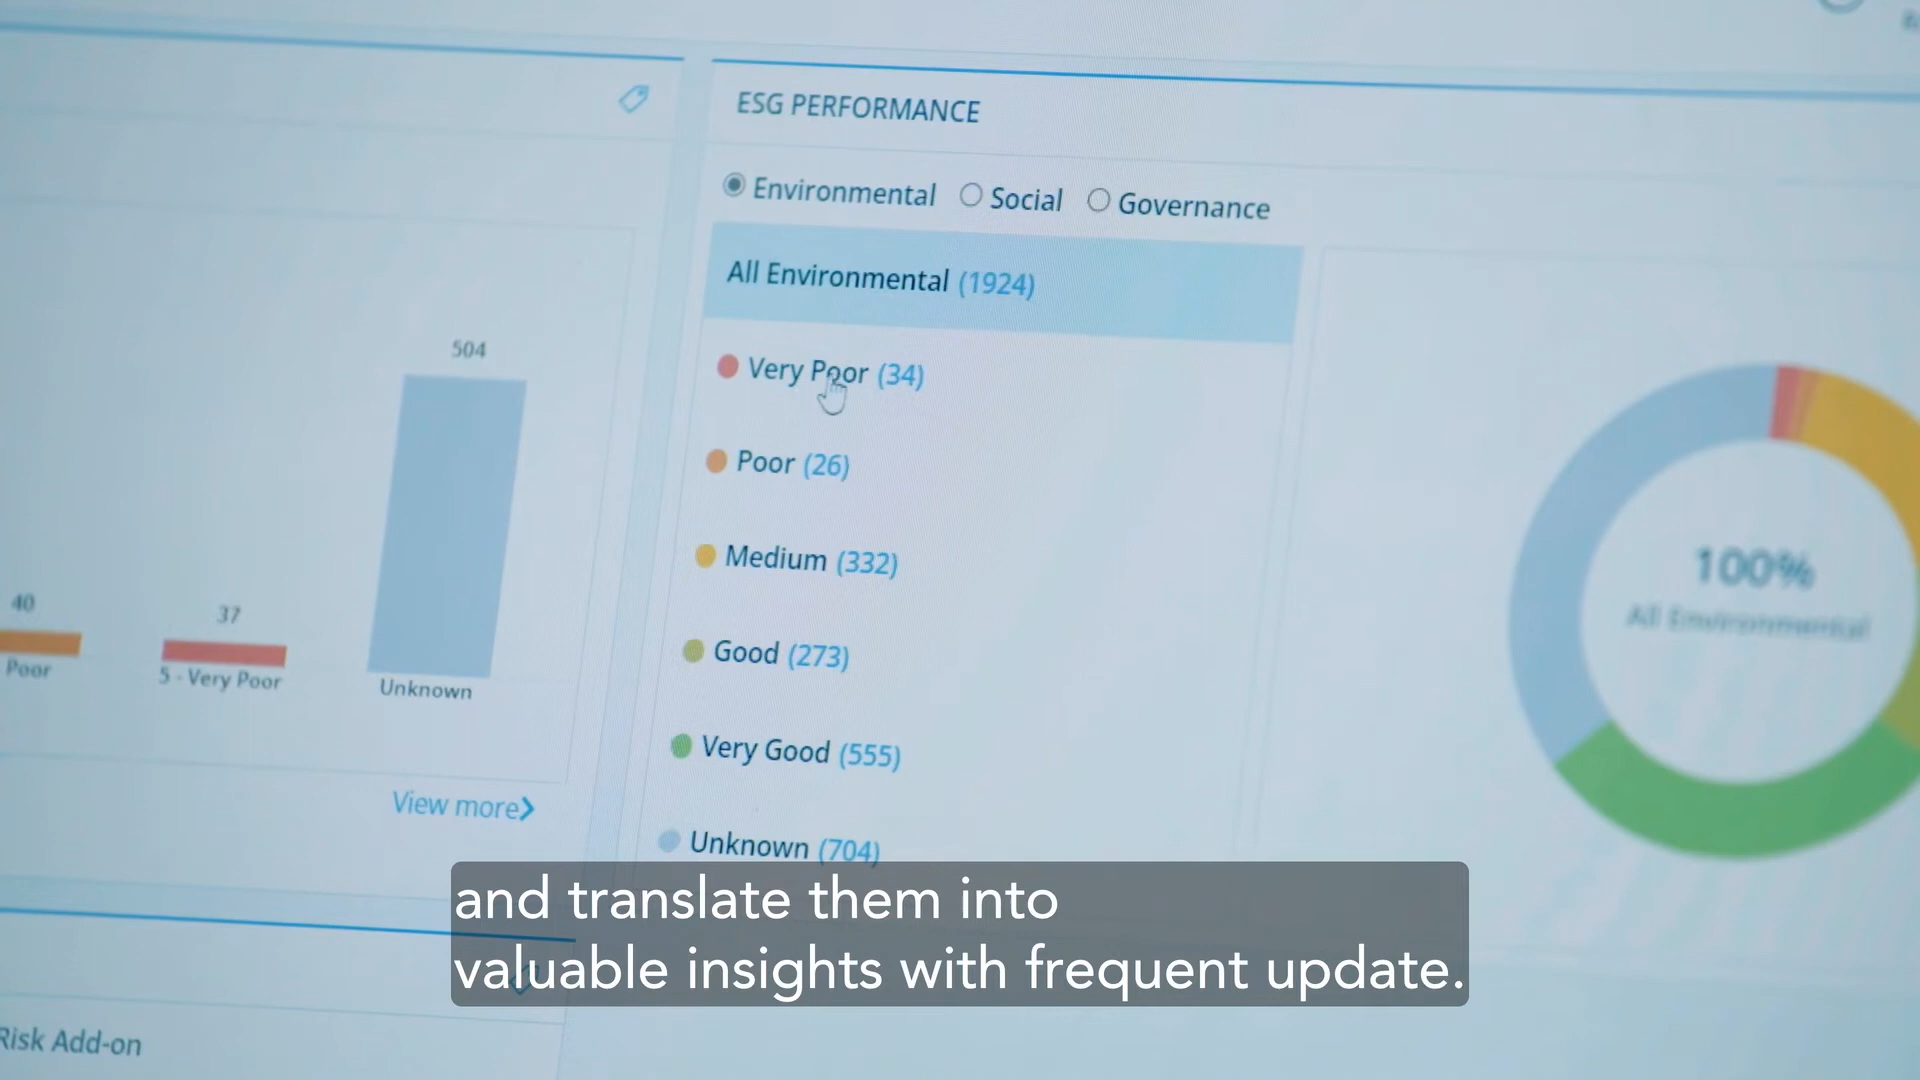 ESG PERFORMANCE
Environmental Social Governance
All Environmental (1924)
Very Poor (34)
Poor (26)
Medium (332)
Good (273)
Very Good (555)
Unknown (704)
504
40
37
Poor
5 - Very Poor
Unknown
View more
100%
All Environmental
Risk Add-on
and translate them into
valuable insights with frequent update.